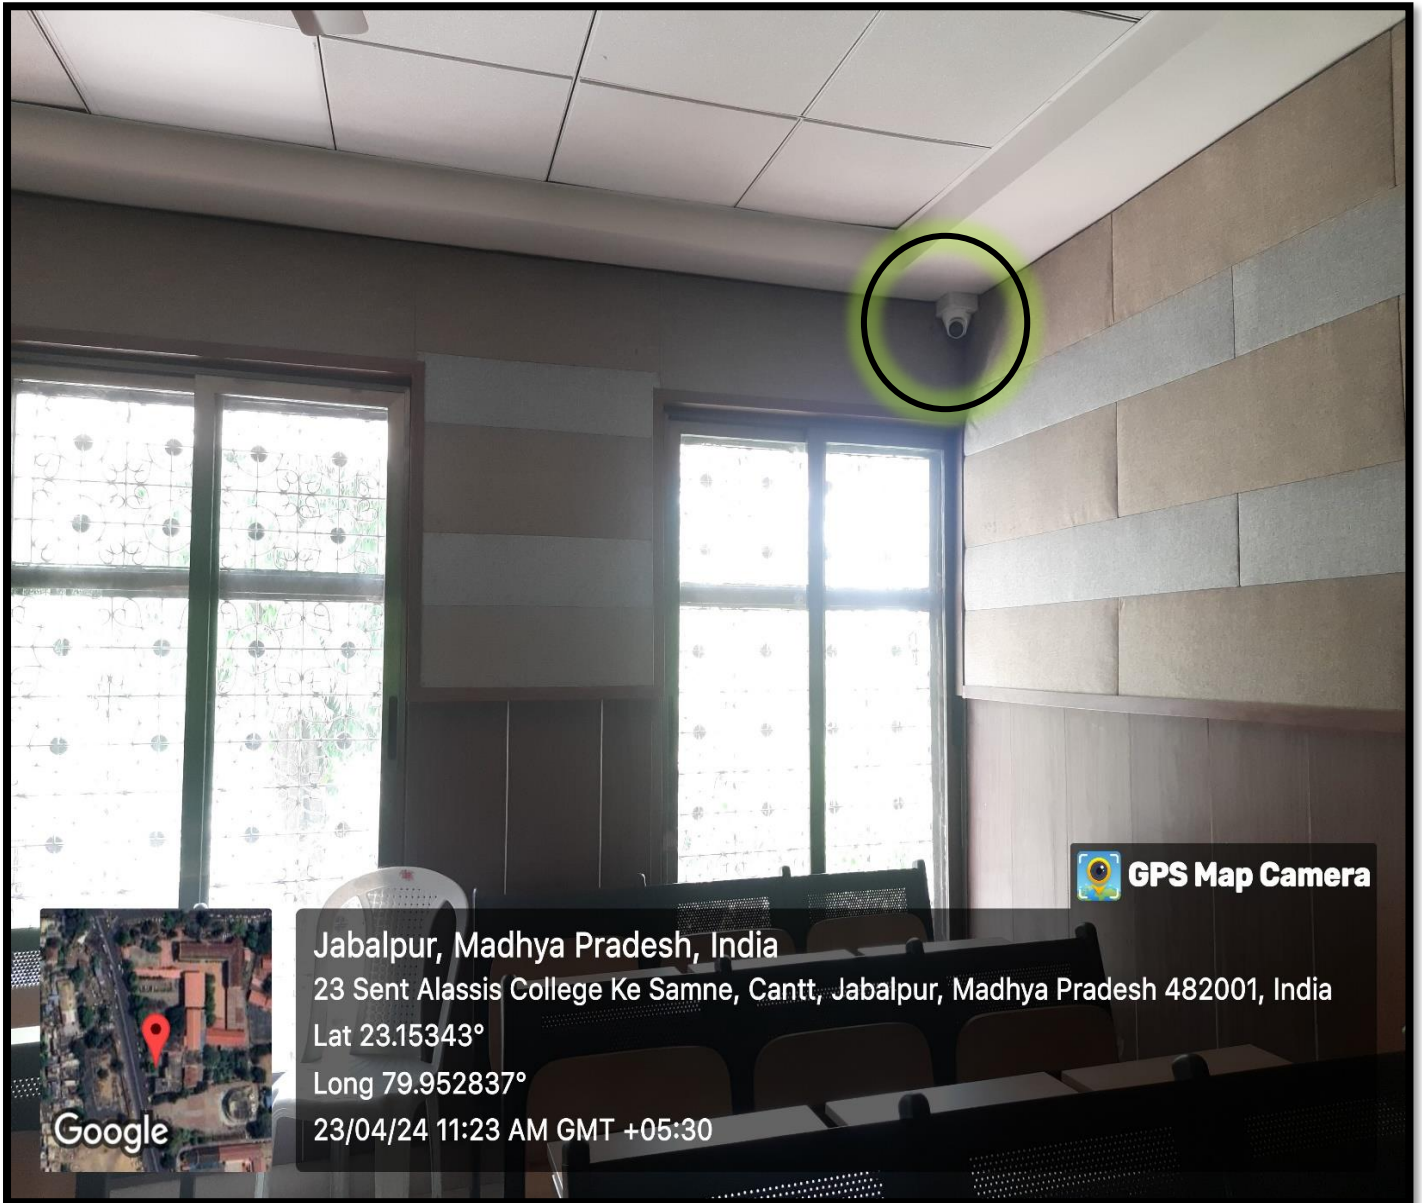 GPS Map Camera
Jabalpur, Madhya Pradesh, India
23 Sent Alassis College Ke Samne, Cantt, Jabalpur, Madhya Pradesh 482001, India
Lat 23.15343°
Long 79.952837°
23/04/24 11:23 AM GMT +05:30
Google